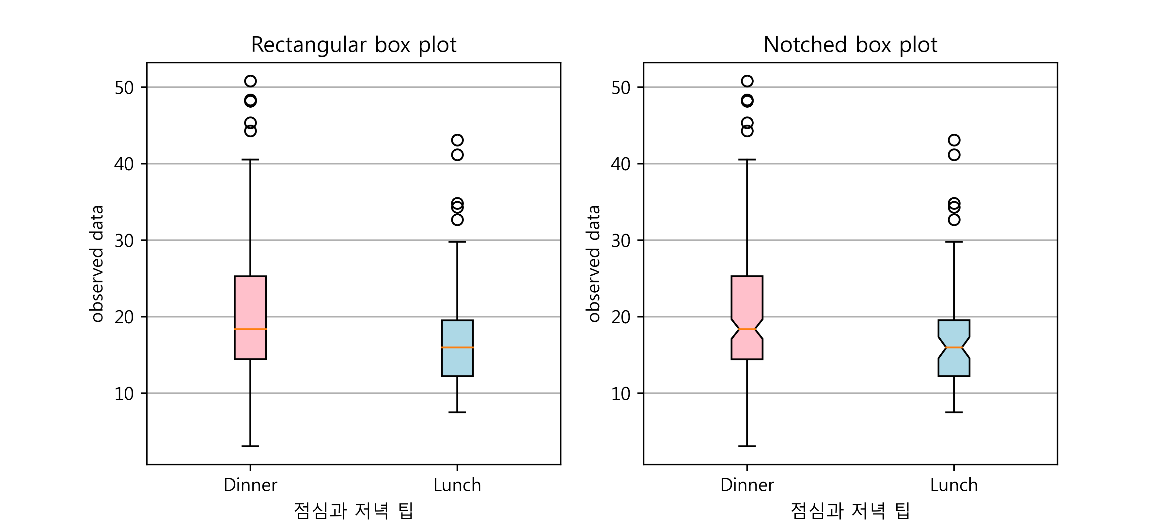 Rectangular box plot
50
40
30
20
10
observed data
Dinner Lunch
점심과 저녁 팁
Notched box plot
50
40
30
20
10
observed data
Dinner Lunch
점심과 저녁 팁